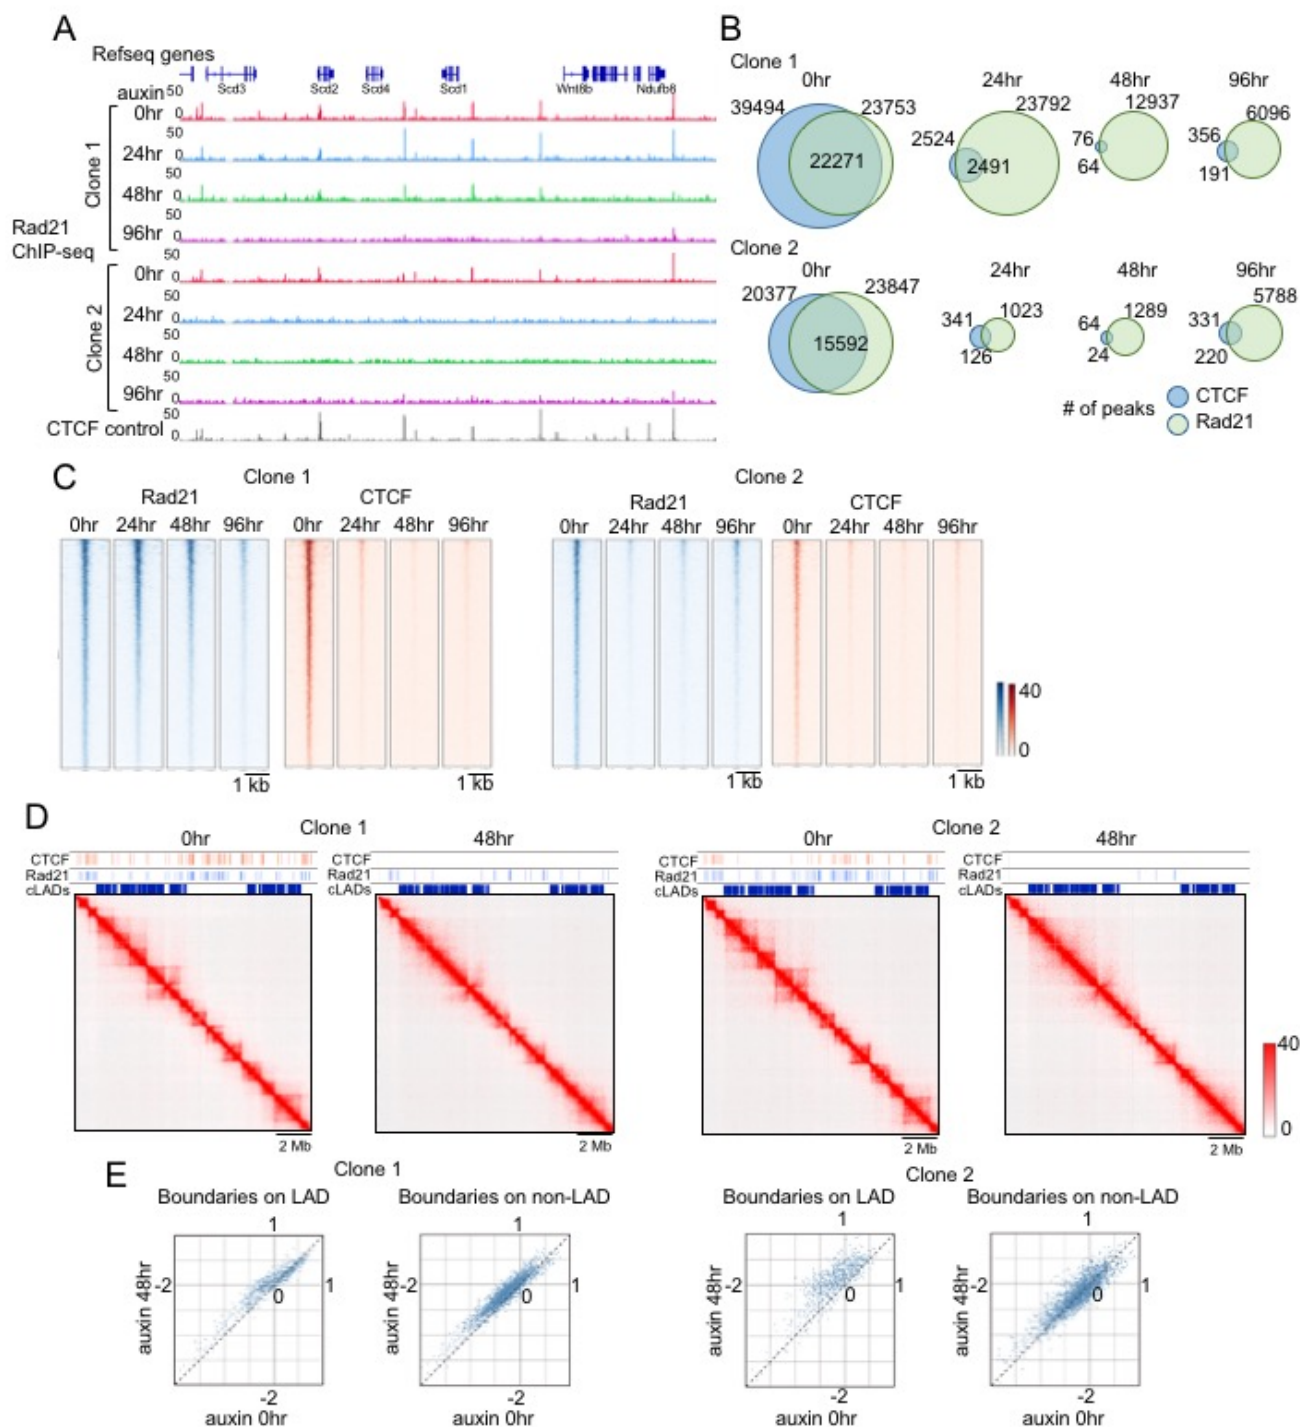 A
Refseq genes
Scd3 Scd2 Scd4 Scd1 Wnt8b Ndufb8
auxin 50
0hr 0
50
24hr 0
50
48hr 0
50
96hr 0
Clone 1
Rad21
ChIP-seq
50
0hr 0
50
24hr 0
50
48hr 0
50
96hr 0
Clone 2
CTCF control 50
0
B
Clone 1
0hr 24hr 48hr 96hr
39494 23753 22271
2524 23792 2491
76 12937 64
356 6096 191
Clone 2
0hr 24hr 48hr 96hr
20377 23847 15592
341 1023 126
64 1289 24
331 5788 220
# of peaks
CTCF
Rad21
C
Clone 1
Rad21 CTCF
0hr 24hr 48hr 96hr 0hr 24hr 48hr 96hr
1 kb 1 kb
Clone 2
Rad21 CTCF
0hr 24hr 48hr 96hr 0hr 24hr 48hr 96hr
1 kb 1 kb
40
0
D
Clone 1
0hr 48hr
CTCF CTCF
Rad21 Rad21
cLADs cLADs
2 Mb 2 Mb
Clone 2
0hr 48hr
CTCF CTCF
Rad21 Rad21
cLADs cLADs
2 Mb 2 Mb
40
0
E
Clone 1
Boundaries on LAD Boundaries on non-LAD
1 1
auxin 48hr -2 0 auxin 48hr -2 0 1
1
-2 -2
auxin 0hr auxin 0hr
Clone 2
Boundaries on LAD Boundaries on non-LAD
1 1
auxin 48hr -2 0 1 auxin 48hr -2 0 1
-2 -2
auxin 0hr auxin 0hr